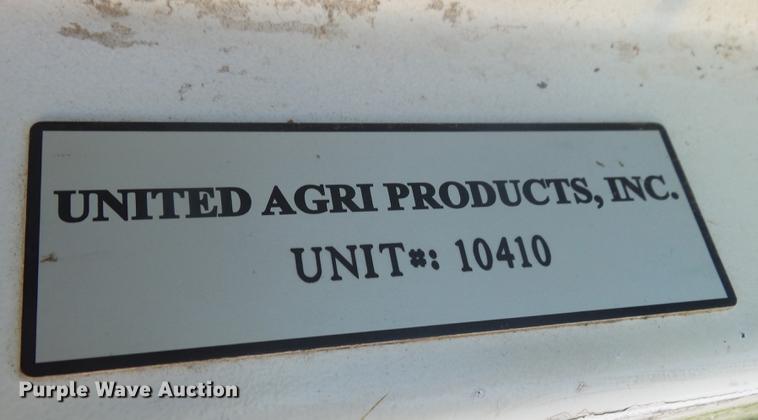 UNITED AGRI PRODUCTS, INC.
UNIT#: 10410
Purple Wave Auction